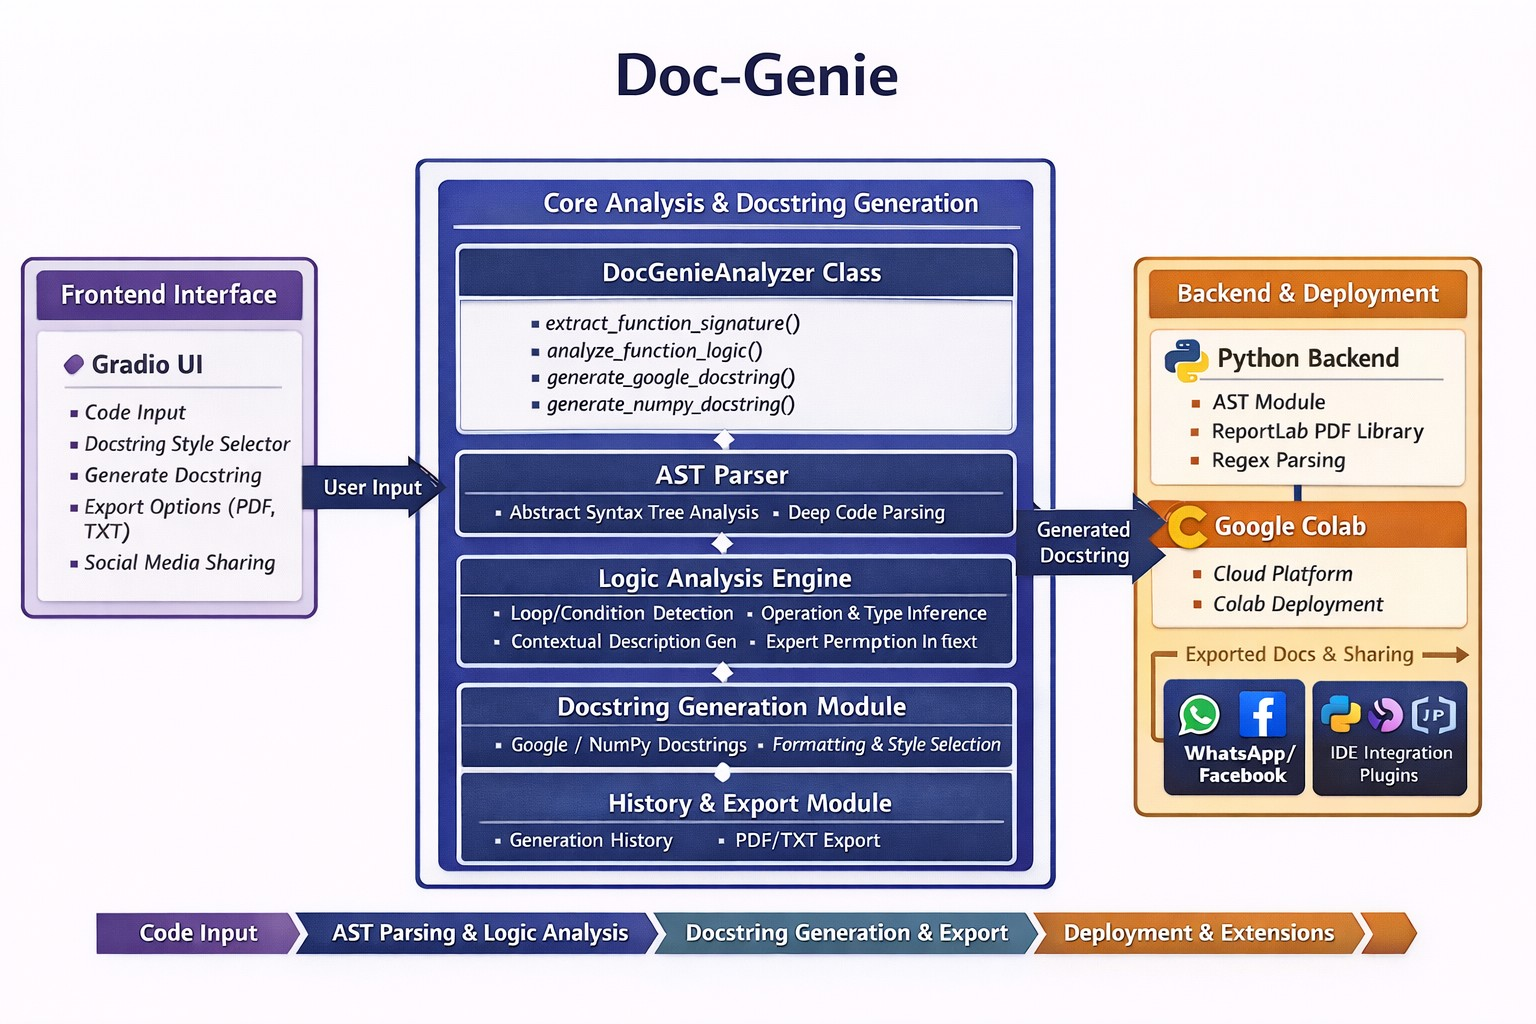 Doc-Genie
Frontend Interface
Gradio UI
▪ Code Input
▪ Docstring Style Selector
▪ Generate Docstring
▪ Export Options (PDF,
TXT)
▪ Social Media Sharing
User Input
Core Analysis & Docstring Generation
DocGenieAnalyzer Class
▪ extract_function_signature()
▪ analyze_function_logic()
▪ generate_google_docstring()
▪ generate_numpy_docstring()
AST Parser
▪ Abstract Syntax Tree Analysis ▪ Deep Code Parsing
Logic Analysis Engine
▪ Loop/Condition Detection ▪ Operation & Type Inference
▪ Contextual Description Gen ▪ Expert Permption In
Docstring Generation Module
▪ Google / NumPy Docstrings ▪ Formatting & Style Selection
History & Export Module
▪ Generation History ▪ PDF/TXT Export
Generated
Docstring
Backend & Deployment
Python Backend
▪ AST Module
▪ ReportLab PDF Library
▪ Regex Parsing
Google Colab
▪ Cloud Platform
▪ Colab Deployment
Exported Docs & Sharing
WhatsApp/
Facebook
JP
IDE Integration
Plugins
Code Input
AST Parsing & Logic Analysis
Docstring Generation & Export
Deployment & Extensions